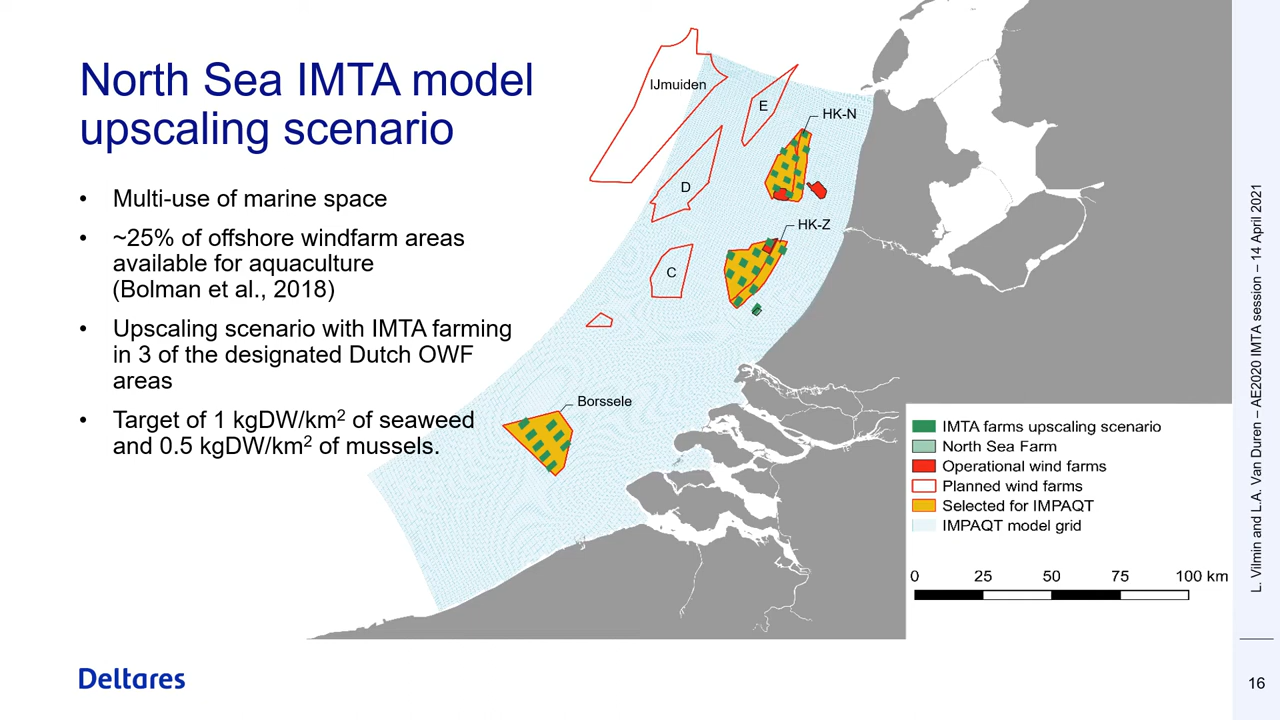 North Sea IMTA model
upscaling scenario
• Multi-use of marine space
• ~25% of offshore windfarm areas
available for aquaculture
(Bolman et al., 2018)
• Upscaling scenario with IMTA farming
in 3 of the designated Dutch OWF
areas
• Target of 1 kgDW/km² of seaweed
and 0.5 kgDW/km² of mussels.
IJmuiden
E
HK-N
D
HK-Z
C
Borssele
IMTA farms upscaling scenario
North Sea Farm
Operational wind farms
Planned wind farms
Selected for IMPAQT
IMPAQT model grid
0 25 50 75 100 km
L. Vilmin and L.A. Van Duren – AE2020 IMTA session – 14 April 2021
Deltares
16